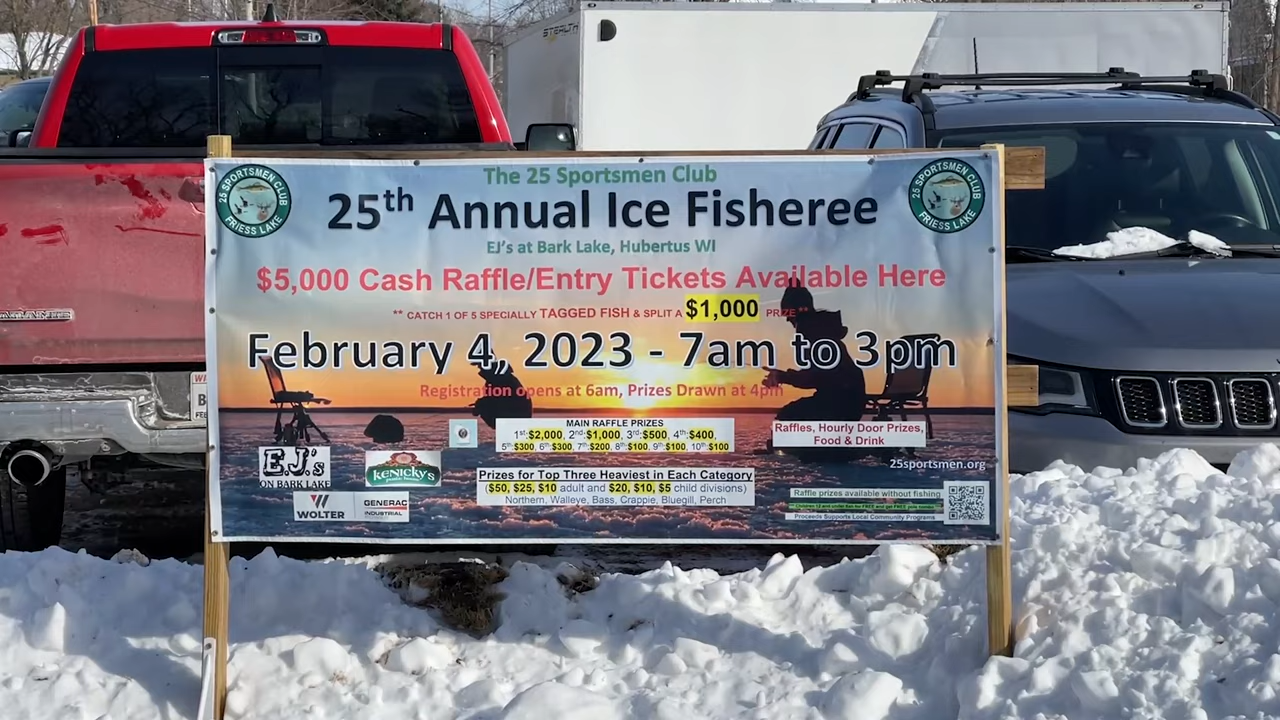 STEALTH
The 25 Sportsmen Club
25 SPORTSMEN CLUB
FRIESS LAKE
25th Annual Ice Fisheree
25 SPORTSMEN CLUB
FRIESS LAKE
EJ's at Bark Lake, Hubertus WI
$5,000 Cash Raffle/Entry Tickets Available Here
** CATCH 1 OF 5 SPECIALLY TAGGED FISH & SPLIT A $1,000 PRIZE **
February 4, 2023 - 7am to 3pm
Registration opens at 6am, Prizes Drawn at 4pm
MAIN RAFFLE PRIZES
1st-$2,000, 2nd-$1,000, 3rd-$500, 4th-$400,
5th-$300, 6th-$300, 7th-$200, 8th-$100, 9th-$100, 10th-$100
Raffles, Hourly Door Prizes,
Food & Drink
E.J.'s
ON BARK LAKE
KENICKY'S
WOLTER
GENERAC
INDUSTRIAL
Prizes for Top Three Heaviest in Each Category
($50, $25, $10 adult and $20, $10, $5 child divisions)
Northern, Walleye, Bass, Crappie, Bluegill, Perch
25sportsmen.org
Raffle prizes available without fishing
Proceeds Supports Local Community Programs